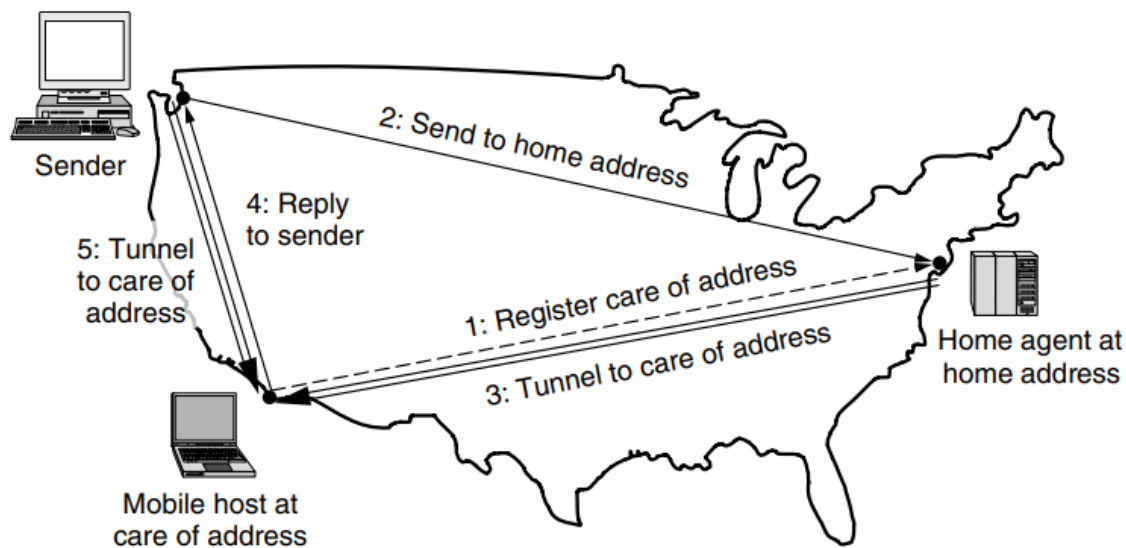 Sender
2: Send to home address
4: Reply
to sender
5: Tunnel
to care of
address
1: Register care of address
3: Tunnel to care of address
Home agent at
home address
Mobile host at
care of address